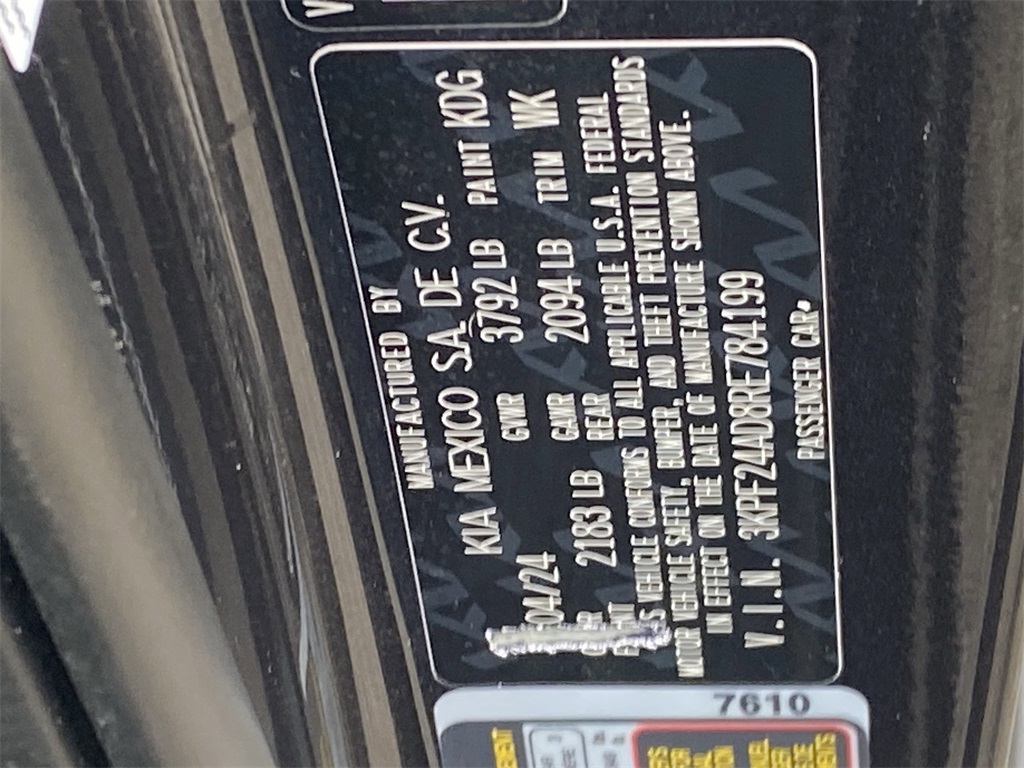 MANUFACTURED BY
KIA MEXICO S.A. DE C.V.
04/24 GVWR 3792 LB PAINT KDG
2183 LB GAWR REAR 2094 LB TRIM WK
VEHICLE CONFORMS TO ALL APPLICABLE U.S.A. FEDERAL
MOTOR VEHICLE SAFETY, BUMPER, AND THEFT PREVENTION STANDARDS
IN EFFECT ON THE DATE OF MANUFACTURE SHOWN ABOVE.
V.I.N. 3KPF24AD8RE784199
PASSENGER CAR
7610